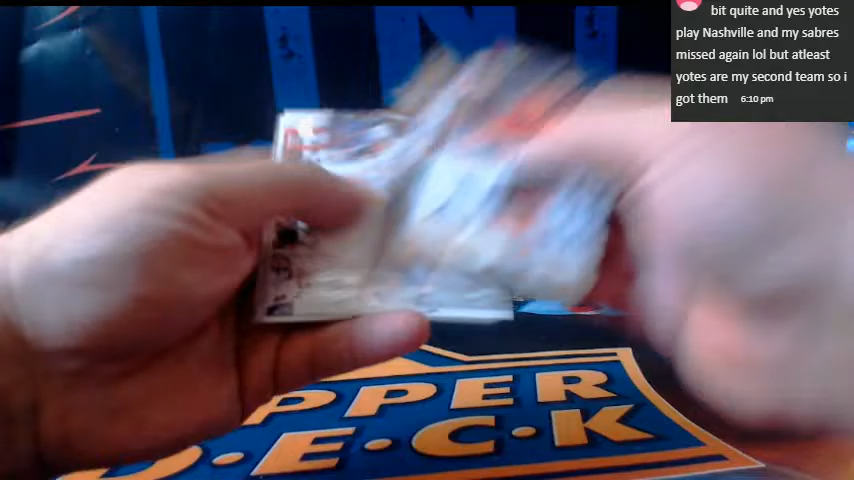 bit quite and yes yotes
play Nashville and my sabres
missed again lol but atleast
yotes are my second team so i
got them 6:10 pm
UPPER
D·E·C·K